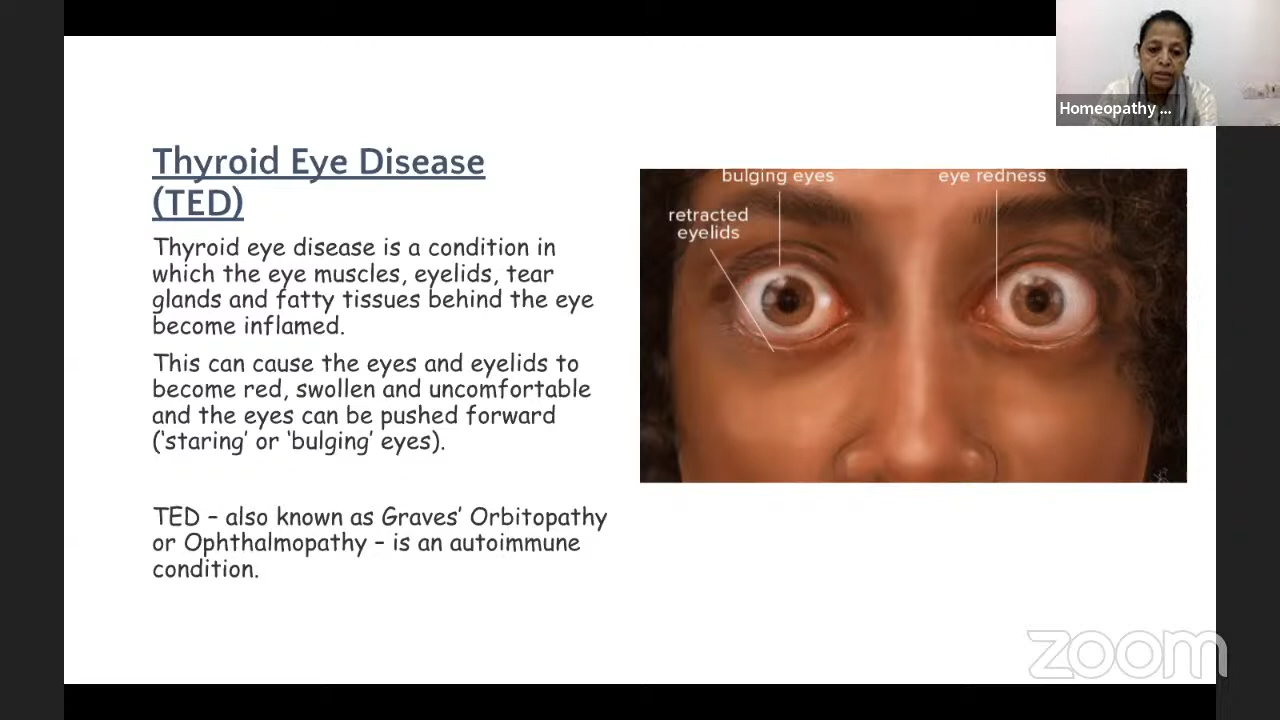 Homeopathy ...
Thyroid Eye Disease
(TED)
Thyroid eye disease is a condition in
which the eye muscles, eyelids, tear
glands and fatty tissues behind the eye
become inflamed.
This can cause the eyes and eyelids to
become red, swollen and uncomfortable
and the eyes can be pushed forward
(‘staring’ or ‘bulging’ eyes).
TED – also known as Graves’ Orbitopathy
or Ophthalmopathy – is an autoimmune
condition.
bulging eyes
eye redness
retracted
eyelids
zoom